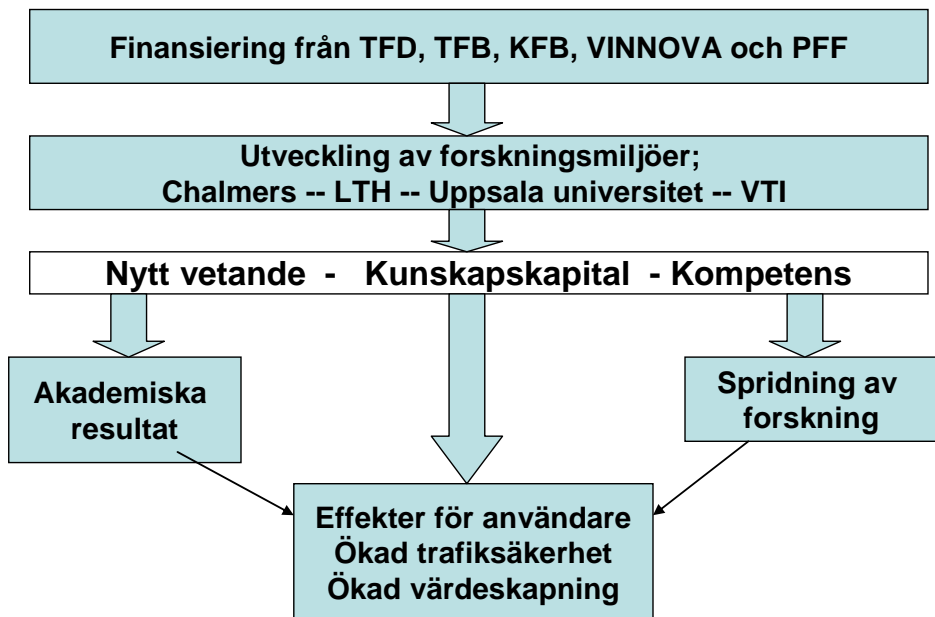 Finansiering från TFD, TFB, KFB, VINNOVA och PFF
Utveckling av forskningsmiljöer;
Chalmers -- LTH -- Uppsala universitet -- VTI
Nytt vetande - Kunskapskapital - Kompetens
Akademiska
resultat
Spridning av
forskning
Effekter för användare
Ökad trafiksäkerhet
Ökad värdeskapning